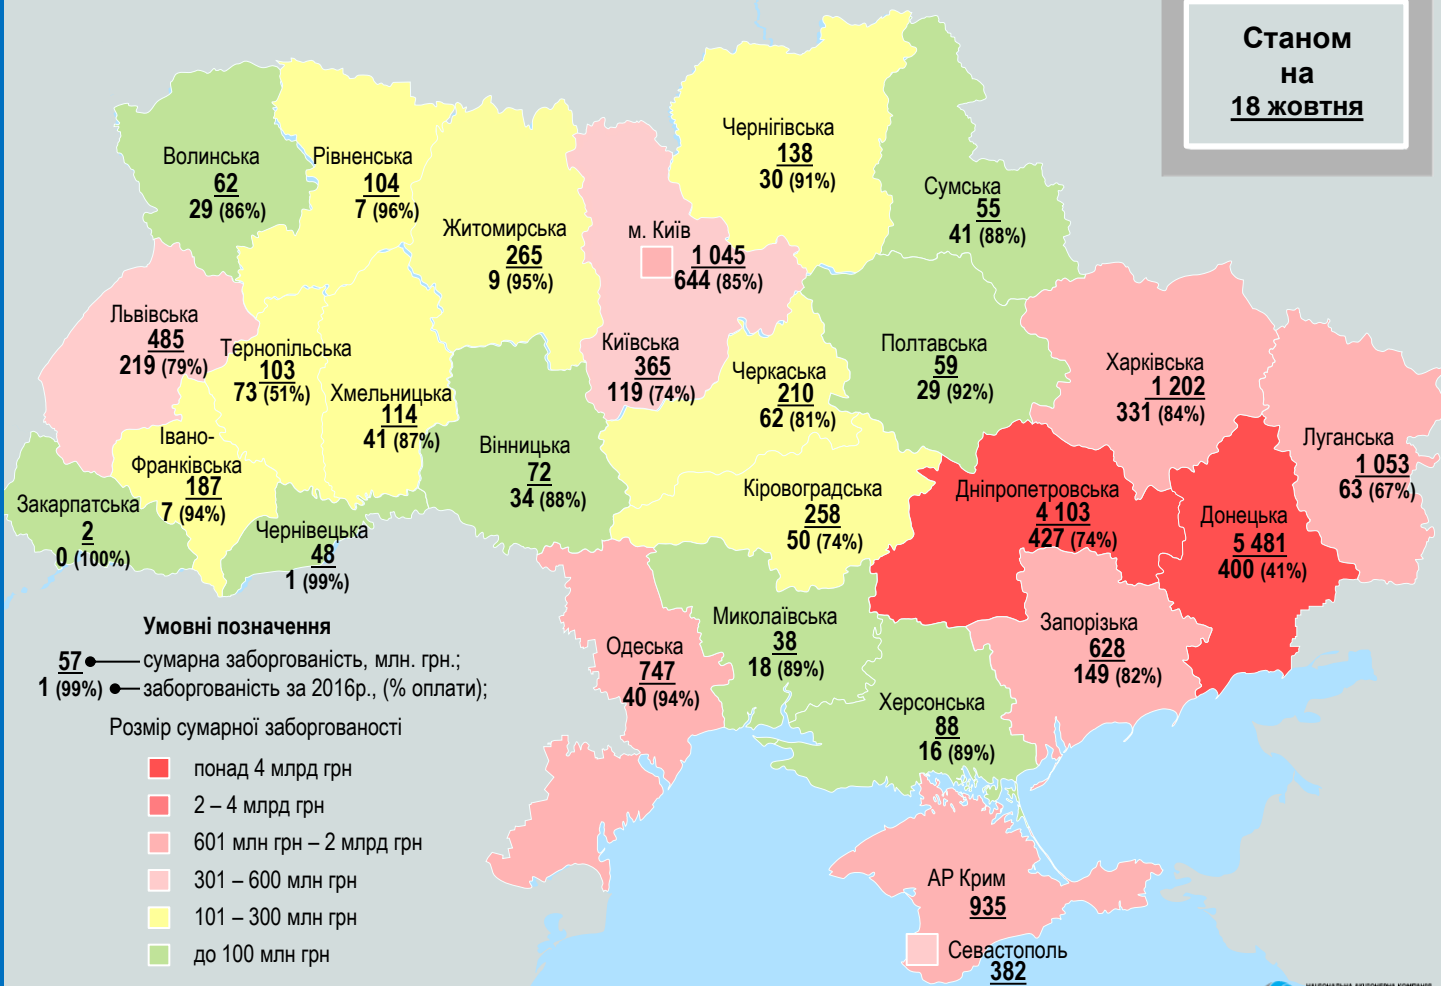 Станом
на
18 жовтня
Волинська
62
29 (86%)
Рівненська
104
7 (96%)
Житомирська
265
9 (95%)
м. Київ
1 045
644 (85%)
Чернігівська
138
30 (91%)
Сумська
55
41 (88%)
Львівська
485
219 (79%)
Тернопільська
103
73 (51%)
Хмельницька
114
41 (87%)
Київська
365
119 (74%)
Черкаська
210
62 (81%)
Полтавська
59
29 (92%)
Харківська
1 202
331 (84%)
Луганська
1 053
63 (67%)
Івано-
Франківська
187
7 (94%)
Закарпатська
2
0 (100%)
Чернівецька
48
1 (99%)
Вінницька
72
34 (88%)
Кіровоградська
258
50 (74%)
Дніпропетровська
4 103
427 (74%)
Донецька
5 481
400 (41%)
Одеська
747
40 (94%)
Миколаївська
38
18 (89%)
Запорізька
628
149 (82%)
Херсонська
88
16 (89%)
АР Крим
935
Севастополь
382
Умовні позначення
57 сумарна заборгованість, млн. грн.;
1 (99%) заборгованість за 2016р., (% оплати);
Розмір сумарної заборгованості
понад 4 млрд грн
2 – 4 млрд грн
601 млн грн – 2 млрд грн
301 – 600 млн грн
101 – 300 млн грн
до 100 млн грн